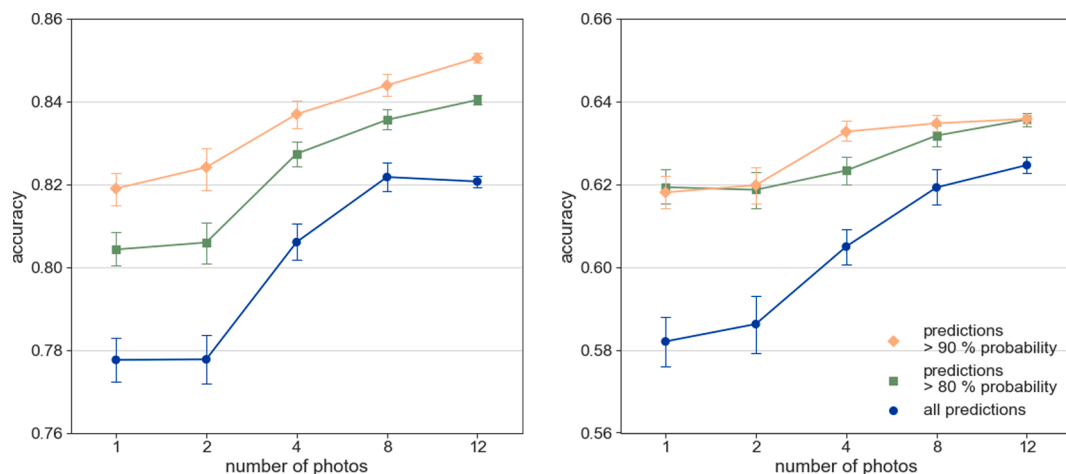 0.86
0.84
0.82
0.80
0.78
0.76
accuracy
1 2 4 8 12
number of photos
0.66
0.64
0.62
0.60
0.58
0.56
accuracy
predictions
> 90 % probability
predictions
> 80 % probability
all predictions
1 2 4 8 12
number of photos